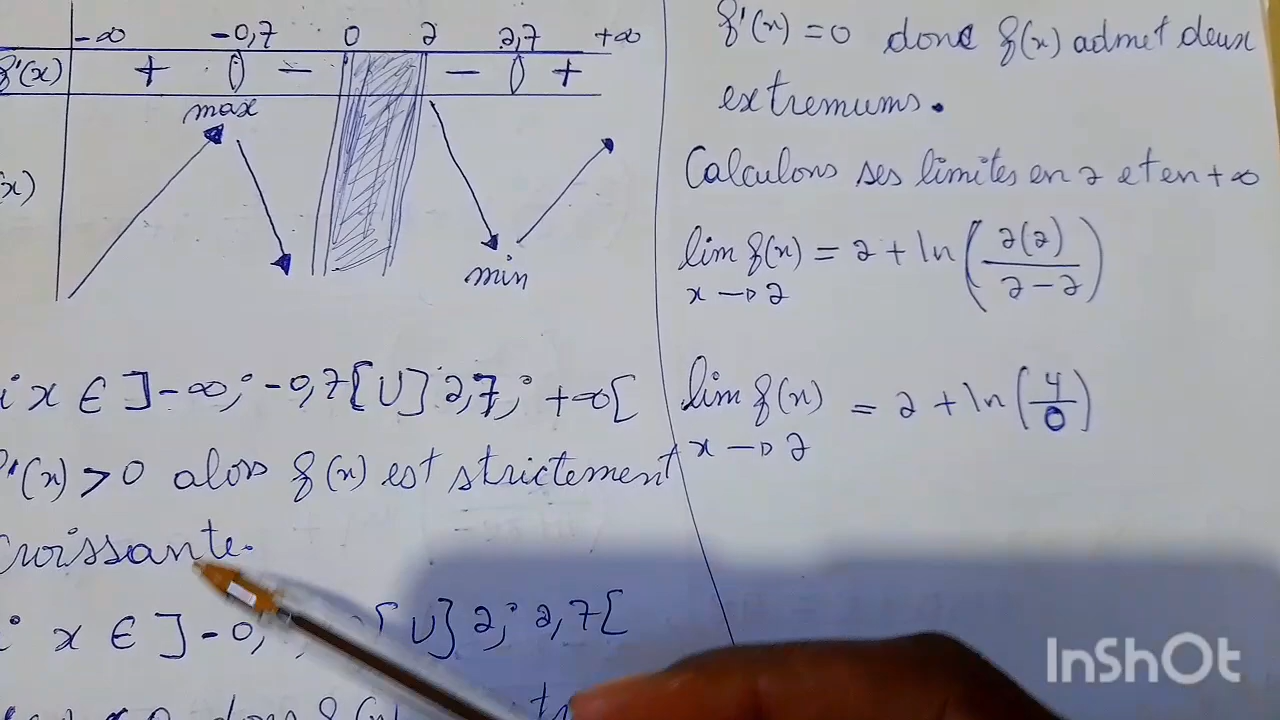 -∞ -0,7 0 2 2,7 +∞
f'(x) + 0 - - 0 +
max
(x)
min
i x ∈ ]-∞; -0,7[ U ] 2,7; +∞[
f'(x) > 0 alors f(x) est strictement
croissante.
i x ∈ ]-0, [ U ] 2; 2,7[
f'(x) = 0 donc f(x) admet deux
extremums.
Calculons ses limites en 2 et en +∞
lim f(x) = 2 + ln (2(2)/2-2)
x → 2
lim f(x) = 2 + ln (4/0)
x → 2
InShOt